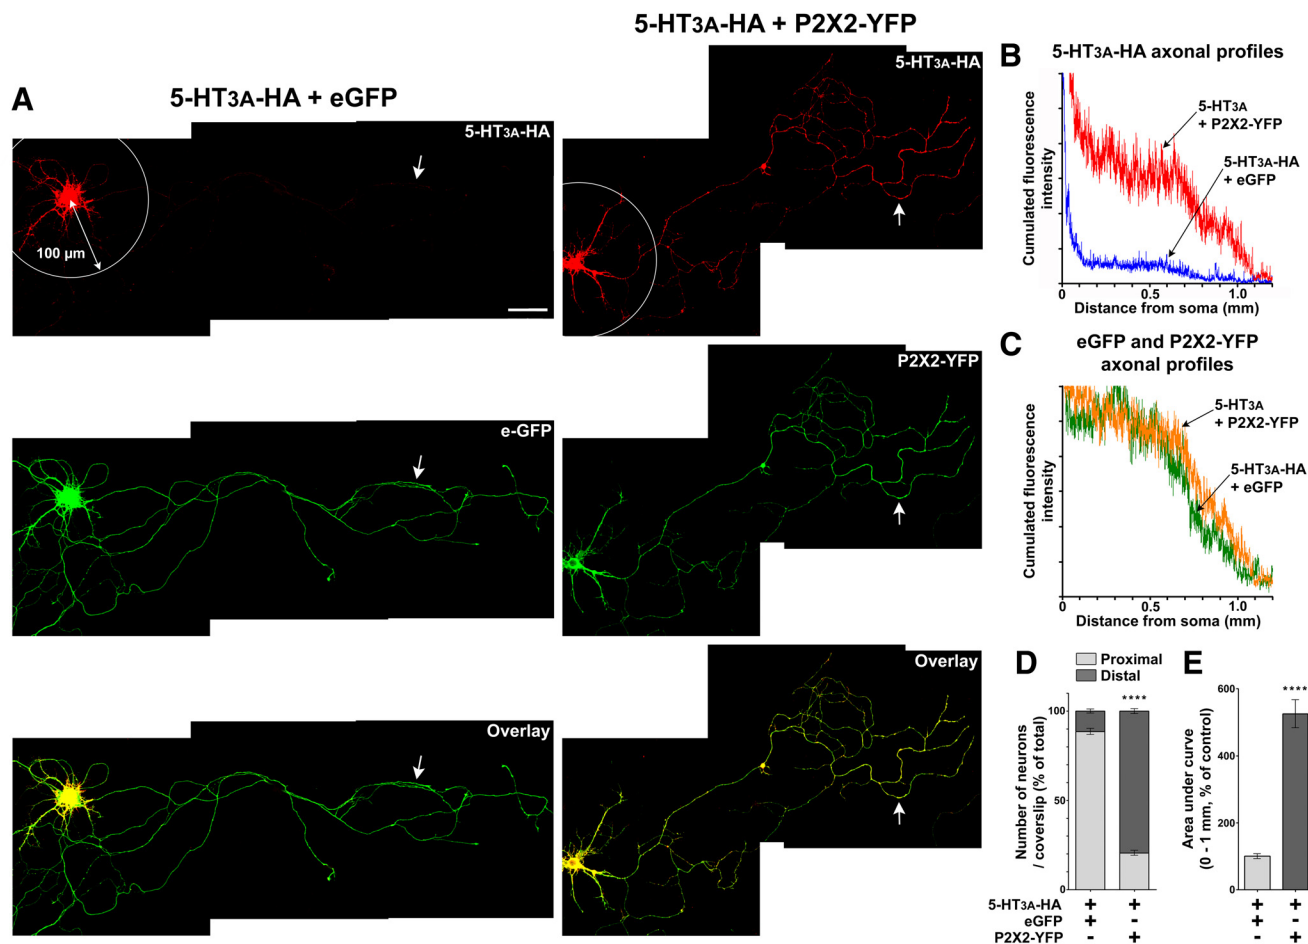 A
5-HT3A-HA + eGFP
5-HT3A-HA
100 µm
e-GFP
Overlay
5-HT3A-HA + P2X2-YFP
5-HT3A-HA
P2X2-YFP
Overlay
B
5-HT3A-HA axonal profiles
Cumulated fluorescence
intensity
5-HT3A
+ P2X2-YFP
5-HT3A-HA
+ eGFP
0
0.5
1.0
Distance from soma (mm)
C
eGFP and P2X2-YFP
axonal profiles
Cumulated fluorescence
intensity
5-HT3A
+ P2X2-YFP
5-HT3A-HA
+ eGFP
0
0.5
1.0
Distance from soma (mm)
D
Proximal
Distal
Number of neurons
/ coverslip (% of total)
100
50
0
****
5-HT3A-HA + +
eGFP + -
P2X2-YFP - +
E
Area under curve
(0 - 1 mm, % of control)
600
400
200
0
****
+ +
+ -
- +